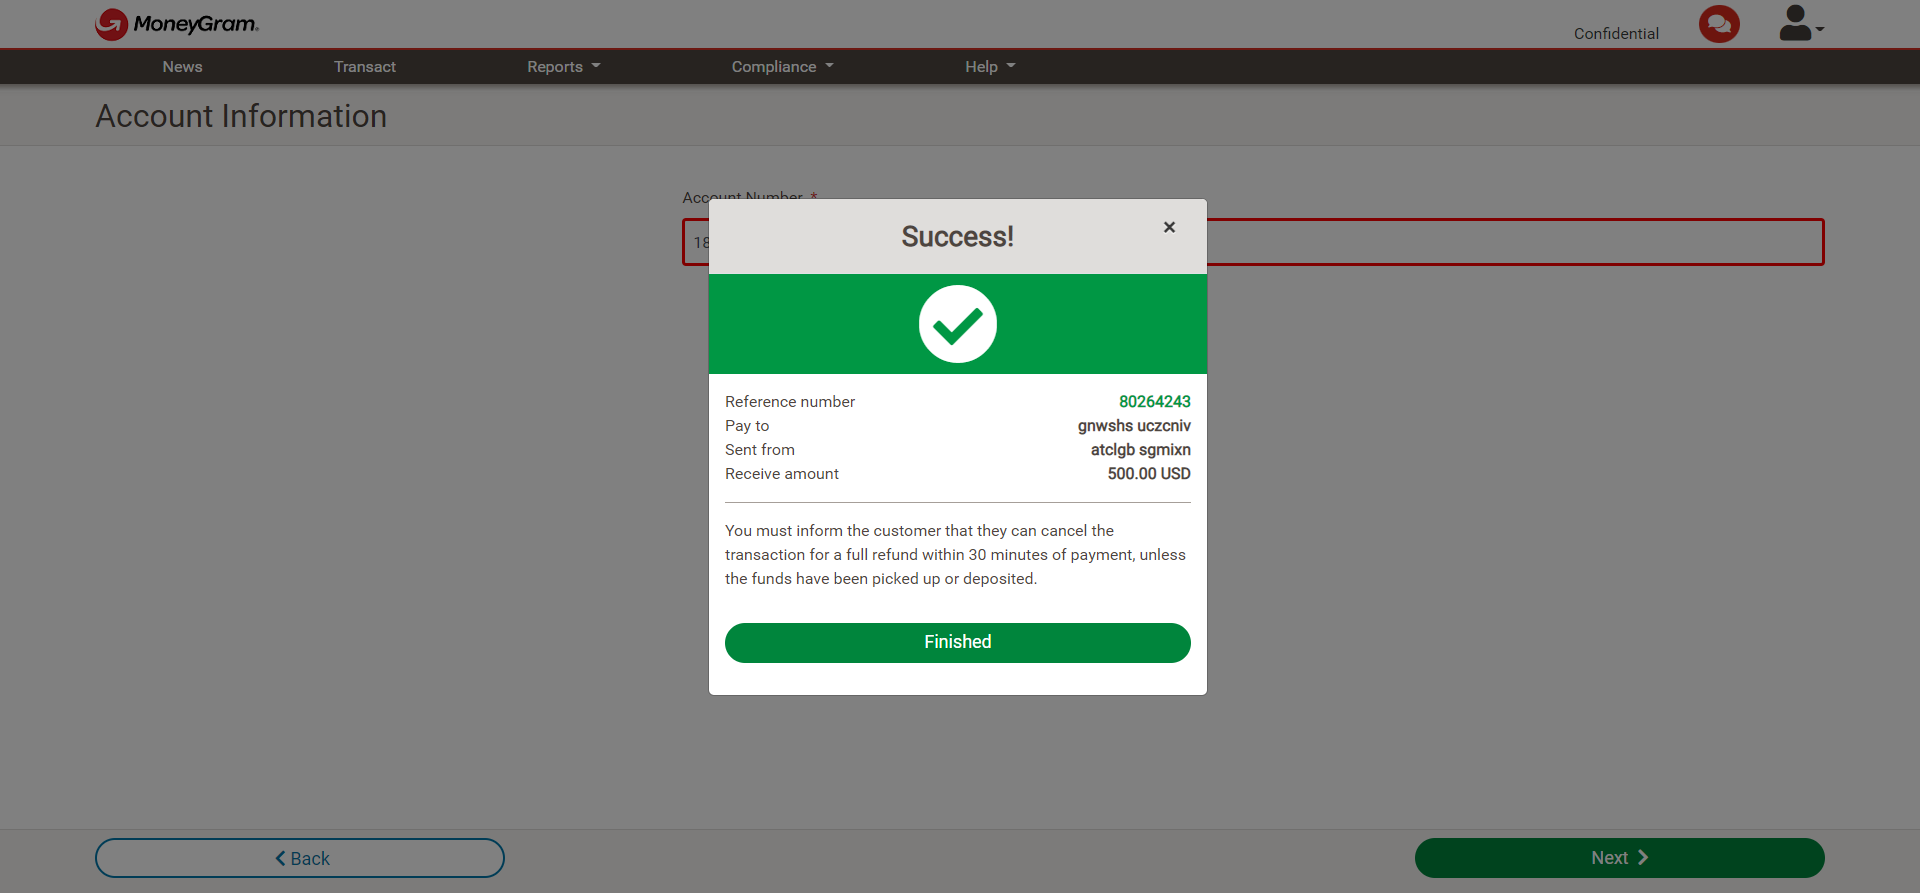 MoneyGram®
Confidential
News Transact Reports Compliance Help
Account Information
Account Number *
18
Success!
×
Reference number 80264243
Pay to gnwshs uczcniv
Sent from atclgb sgmixn
Receive amount 500.00 USD
You must inform the customer that they can cancel the
transaction for a full refund within 30 minutes of payment, unless
the funds have been picked up or deposited.
Finished
Back
Next